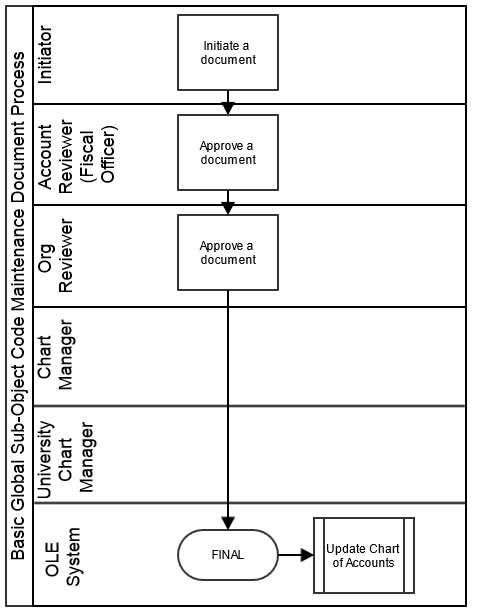 Basic Global Sub-Object Code Maintenance Document Process
Initiator
Initiate a
document
Account
Reviewer
(Fiscal
Officer)
Approve a
document
Org
Reviewer
Approve a
document
Chart
Manager
University
Chart
Manager
OLE
System
FINAL
Update Chart
of Accounts